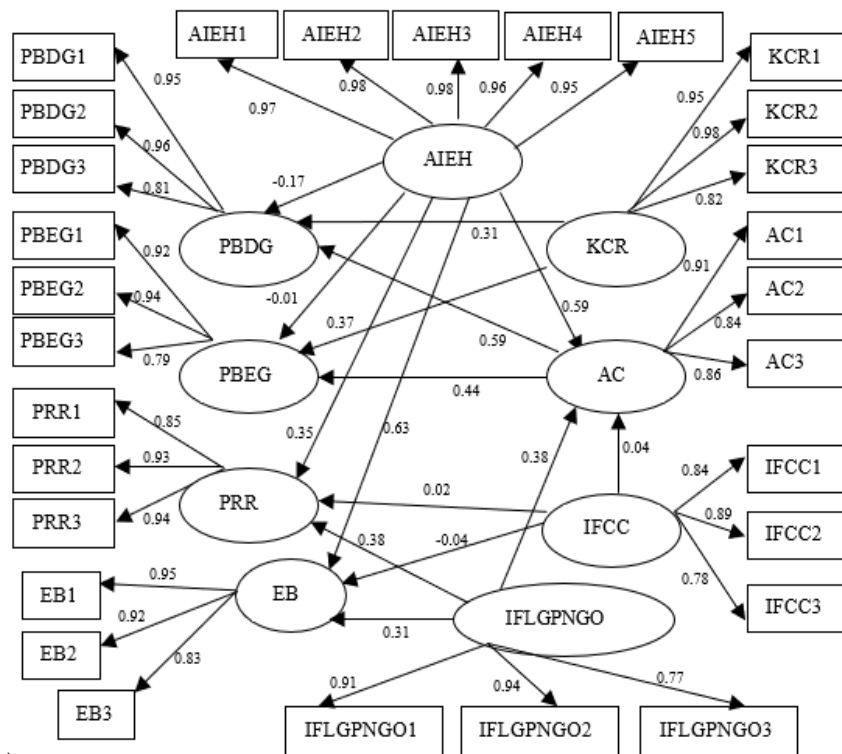 AIEH1 AIEH2 AIEH3 AIEH4 AIEH5
PBDG1 KCR1
0.95 0.98 0.98 0.96 0.95 0.95
PBDG2 0.97 KCR2
0.96 0.98
PBDG3 AIEH KCR3
0.81 -0.17 0.82
PBEG1 PBDG 0.31 KCR AC1
0.92 0.91
PBEG2 -0.01 AC2
0.94 0.37 0.59 0.84
PBEG3 0.59
0.79 PBEG AC AC3
0.44 0.86
PRR1
0.85 0.35 0.63 0.38 0.04
PRR2 0.93 0.84 IFCC1
PRR 0.02 IFCC
PRR3 0.94 0.89 IFCC2
0.38 -0.04
0.95 0.78
EB1 EB IFCC3
0.92 0.31 IFLGPNGO
EB2
0.83
0.91 0.94 0.77
EB3 IFLGPNGO1 IFLGPNGO2 IFLGPNGO3